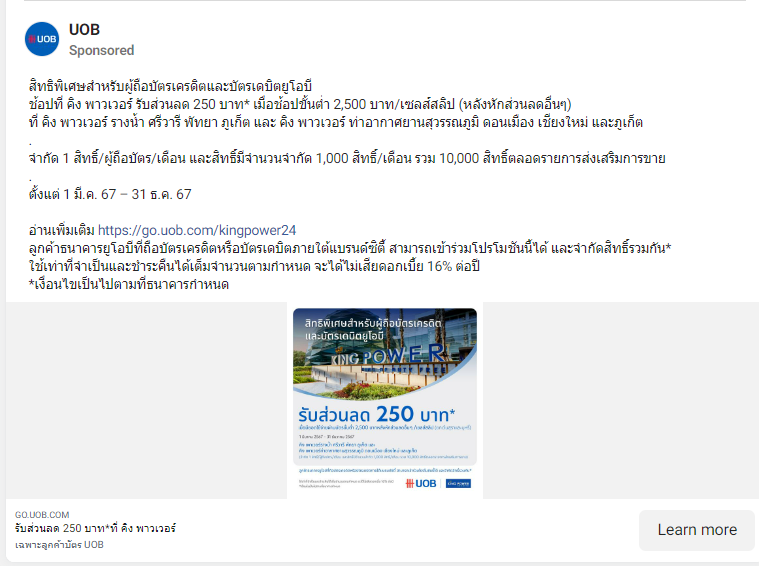 UOB
Sponsored
สิทธิพิเศษสำหรับผู้ถือบัตรเครดิตและบัตรเดบิตยูโอบี
ช้อปที่ คิง พาวเวอร์ รับส่วนลด 250 บาท* เมื่อช้อปขั้นต่ำ 2,500 บาท/เซลส์สลิป (หลังหักส่วนลดอื่นๆ)
ที่ คิง พาวเวอร์ รางน้ำ ศรีวารี พัทยา ภูเก็ต และ คิง พาวเวอร์ ท่าอากาศยานสุวรรณภูมิ ดอนเมือง เชียงใหม่ และภูเก็ต
.
จำกัด 1 สิทธิ์/ผู้ถือบัตร/เดือน และสิทธิ์มีจำนวนจำกัด 1,000 สิทธิ์/เดือน รวม 10,000 สิทธิ์ตลอดรายการส่งเสริมการขาย
.
ตั้งแต่ 1 มี.ค. 67 – 31 ธ.ค. 67
อ่านเพิ่มเติม https://go.uob.com/kingpower24
ลูกค้าธนาคารยูโอบีที่ถือบัตรเครดิตหรือบัตรเดบิตภายใต้แบรนด์ซิตี้ สามารถเข้าร่วมโปรโมชันนี้ได้ และจำกัดสิทธิ์รวมกัน*
ใช้เท่าที่จำเป็นและชำระคืนได้เต็มจำนวนตามกำหนด จะได้ไม่เสียดอกเบี้ย 16% ต่อปี
*เงื่อนไขเป็นไปตามที่ธนาคารกำหนด
สิทธิพิเศษสำหรับผู้ถือบัตรเครดิต
และบัตรเดบิตยูโอบี
KING POWER
รับส่วนลด 250 บาท*
1 มีนาคม 2567 - 31 ธันวาคม 2567
UOB
KING POWER
GO.UOB.COM
รับส่วนลด 250 บาท*ที่ คิง พาวเวอร์
เฉพาะลูกค้าบัตร UOB
Learn more